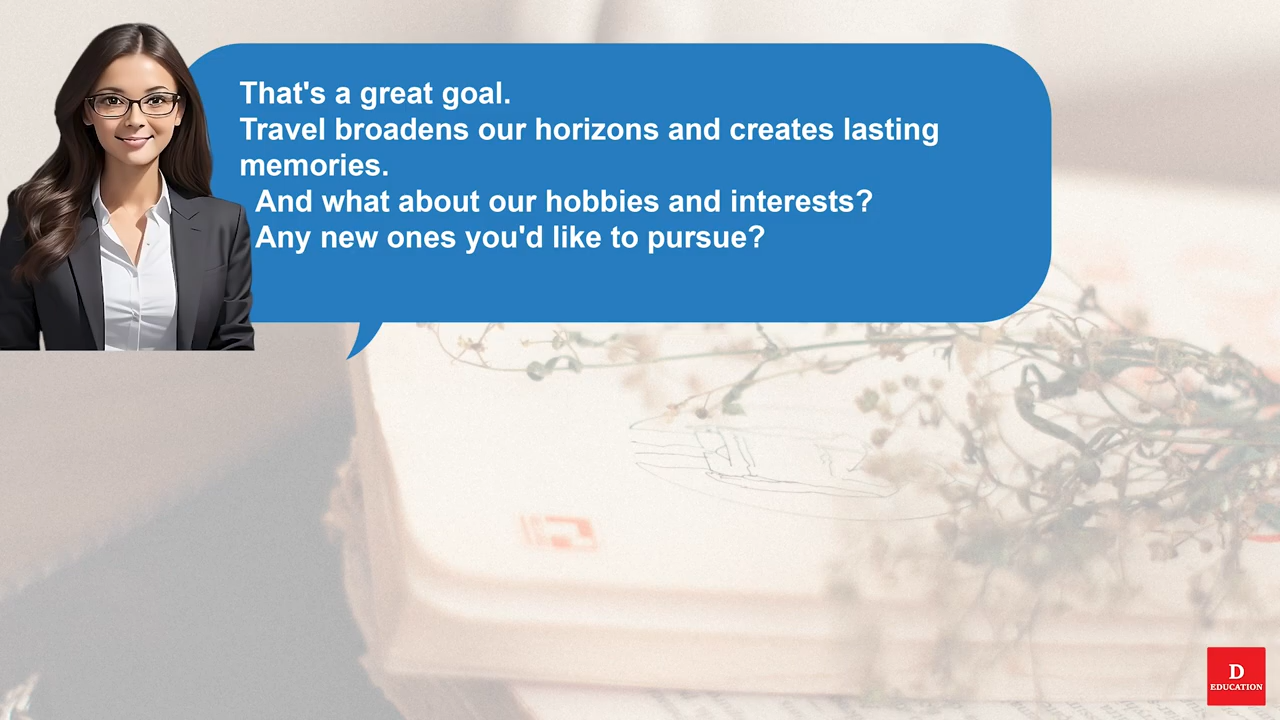 That's a great goal.
Travel broadens our horizons and creates lasting
memories.
And what about our hobbies and interests?
Any new ones you'd like to pursue?
D
EDUCATION